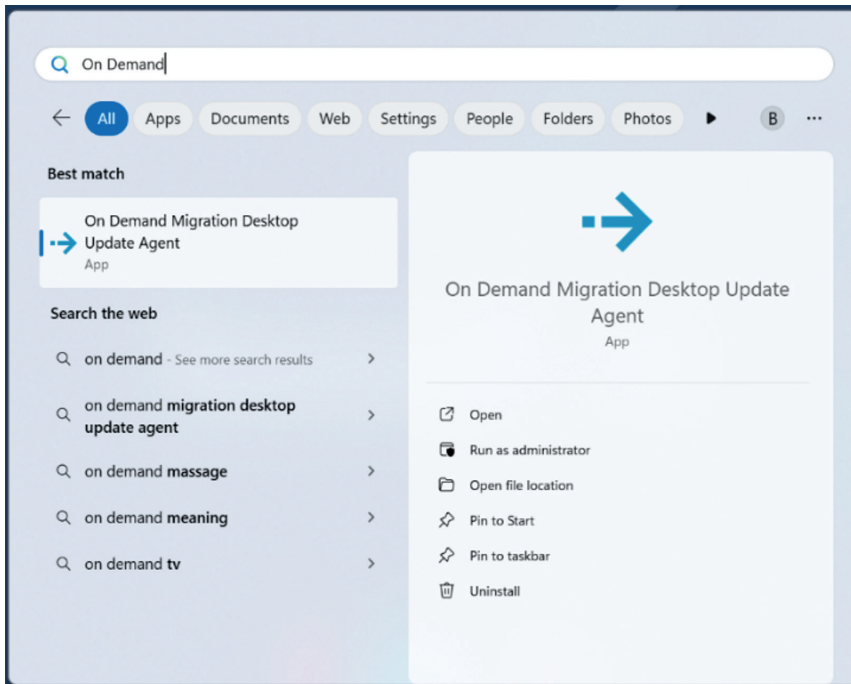 On Demand
All Apps Documents Web Settings People Folders Photos B ...
Best match
On Demand Migration Desktop
Update Agent
App
Search the web
on demand - See more search results
on demand migration desktop
update agent
on demand massage
on demand meaning
on demand tv
On Demand Migration Desktop Update
Agent
App
Open
Run as administrator
Open file location
Pin to Start
Pin to taskbar
Uninstall